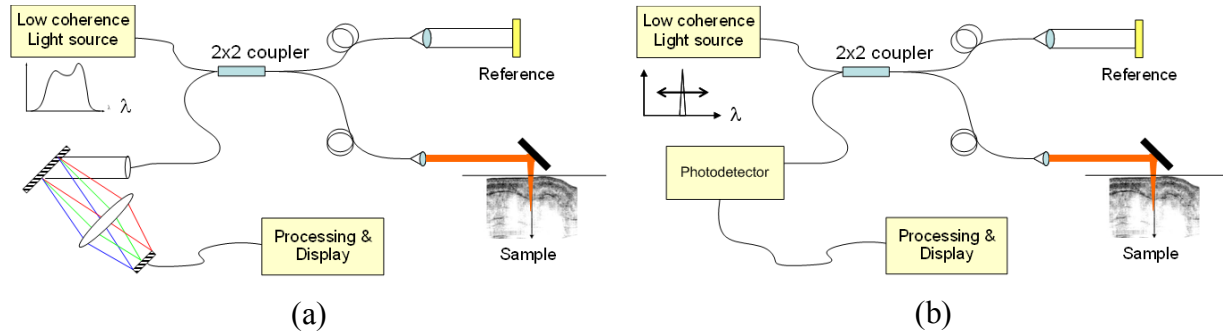 Low coherence
Light source
2x2 coupler
Reference
λ
Processing &
Display
Sample
(a)
Low coherence
Light source
2x2 coupler
Reference
λ
Photodetector
Processing &
Display
Sample
(b)